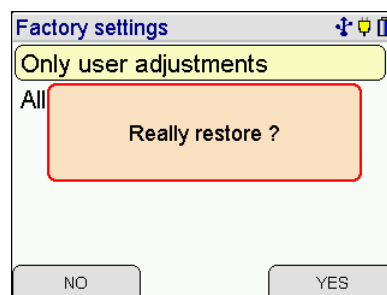 Factory settings
Only user adjustments
All
Really restore ?
NO
YES